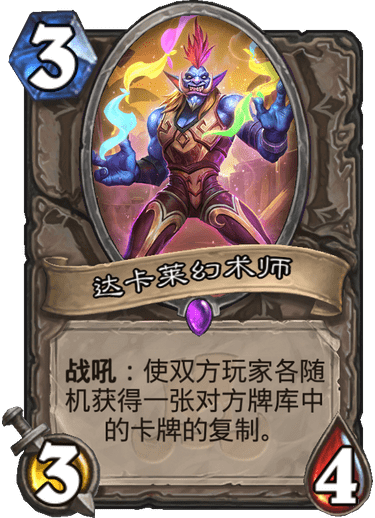 3
达卡莱幻术师
战吼：使双方玩家各随
机获得一张对方牌库中
的卡牌的复制。
3
4